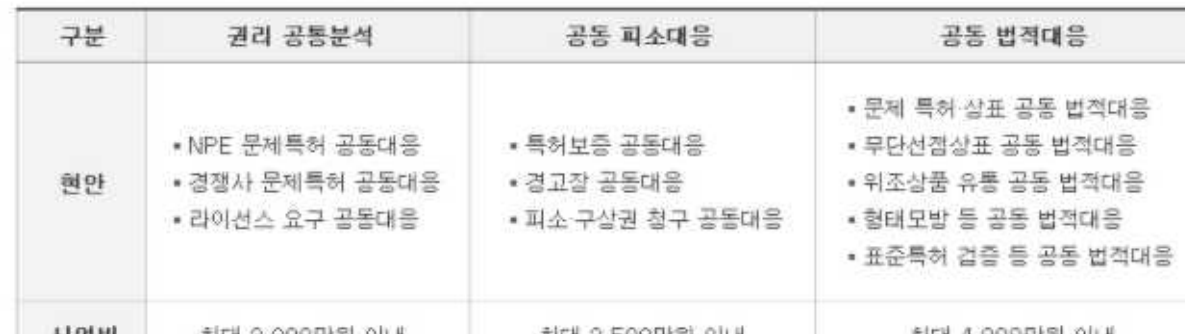 구분 권리 공통분석 공동 피소대응 공동 법적대응
현안
▪ NPE 문제특허 공동대응
▪ 경쟁사 문제특허 공동대응
▪ 라이선스 요구 공동대응
▪ 특허보증 공동대응
▪ 경고장 공동대응
▪ 피소·구상권 청구 공동대응
▪ 문제 특허·상표 공동 법적대응
▪ 무단선점상표 공동 법적대응
▪ 위조상품 유통 공동 법적대응
▪ 형태모방 등 공동 법적대응
▪ 표준특허 검증 등 공동 법적대응